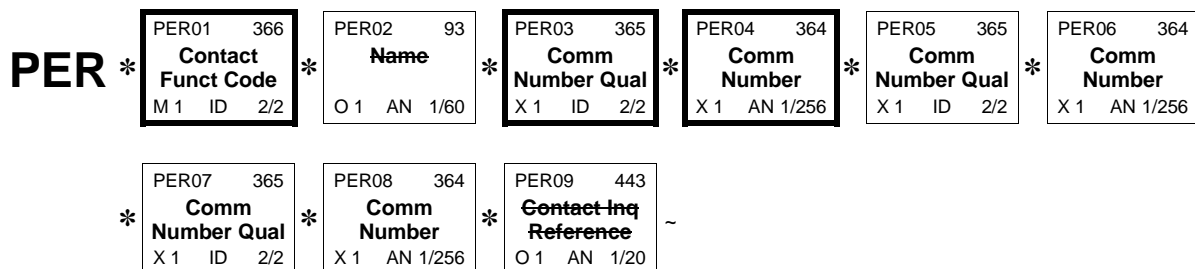 PER01 366 PER02 93 PER03 365 PER04 364 PER05 365 PER06 364
PER * Contact * Name * Comm * Comm * Comm * Comm
Funct Code Number Qual Number Number Qual Number
M 1 ID 2/2 O 1 AN 1/60 X 1 ID 2/2 X 1 AN 1/256 X 1 ID 2/2 X 1 AN 1/256
PER07 365 PER08 364 PER09 443
* Comm * Comm * Contact Inq ~
Number Qual Number Reference
X 1 ID 2/2 X 1 AN 1/256 O 1 AN 1/20